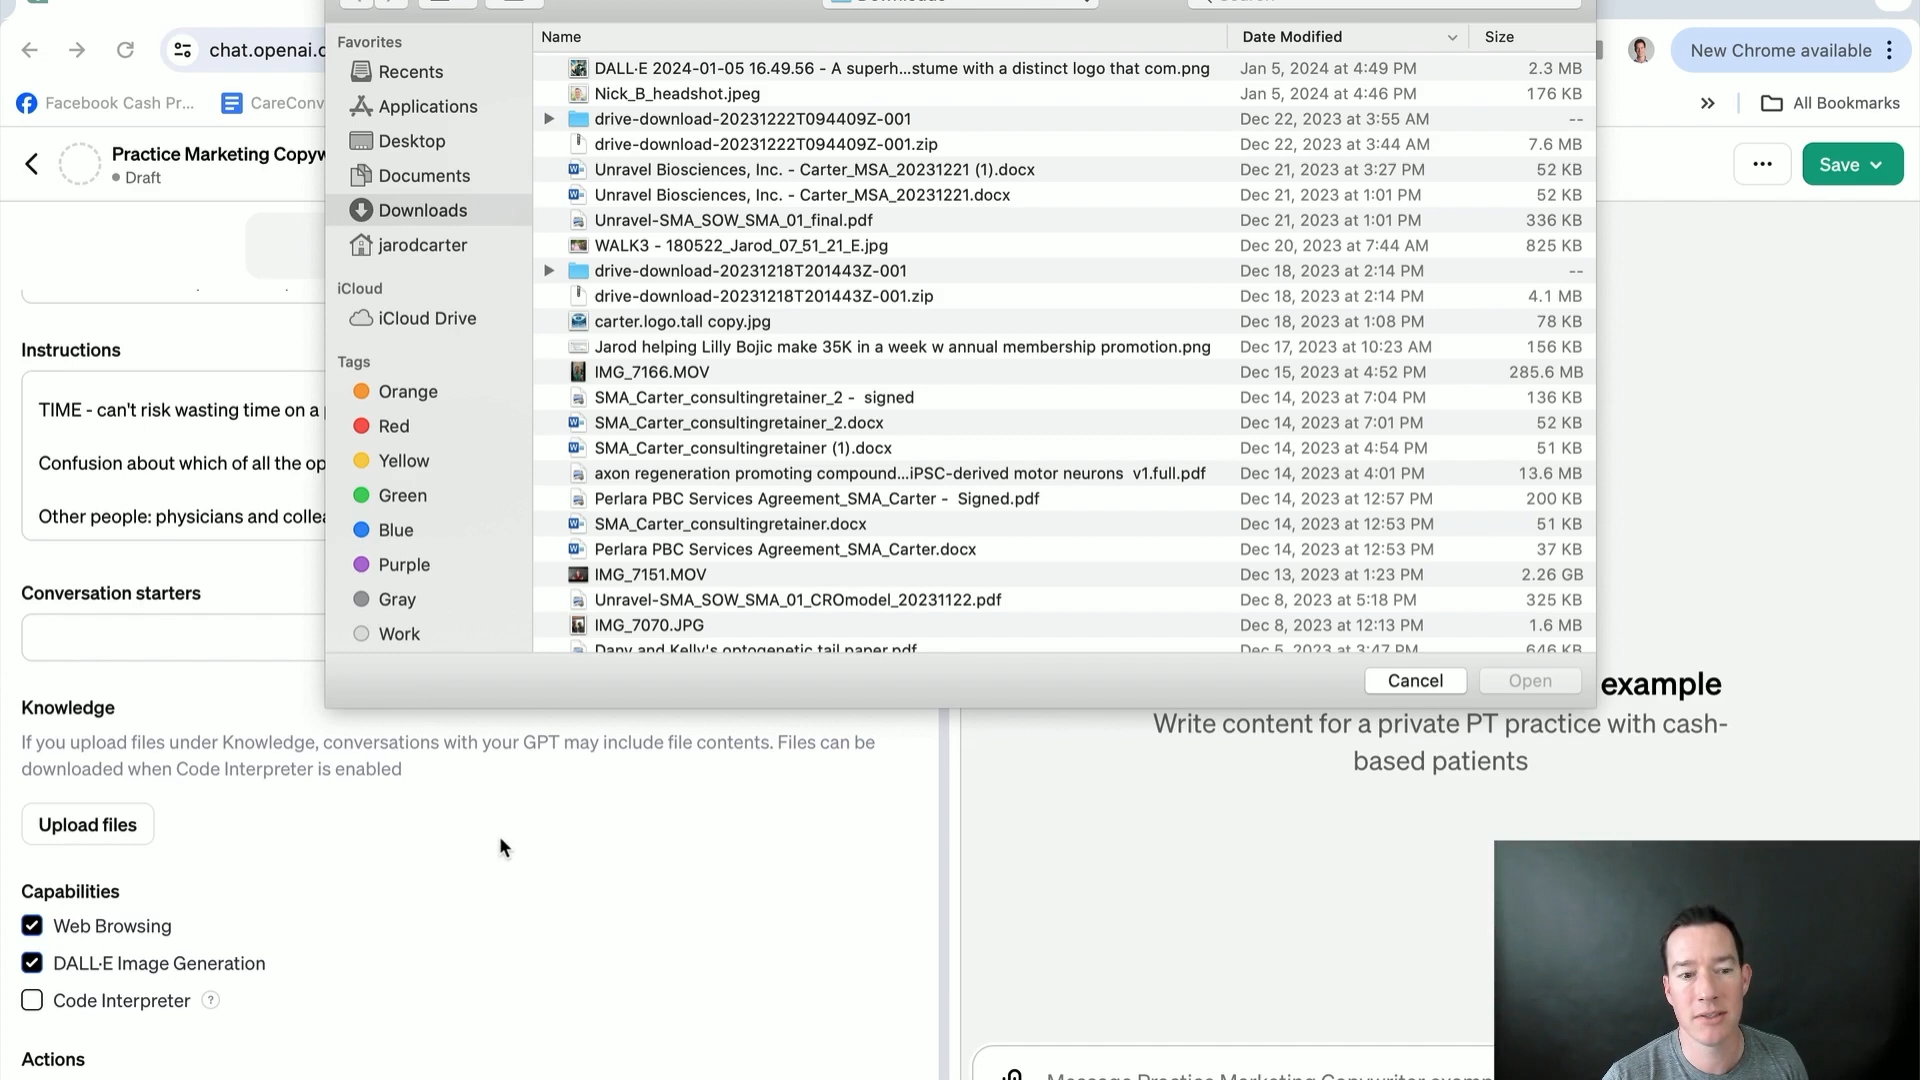 Name
Date Modified
Size
Favorites
Recents
Applications
Desktop
Documents
Downloads
jarodcarter
iCloud
iCloud Drive
Tags
Orange
Red
Yellow
Green
Blue
Purple
Gray
Work
DALL·E 2024-01-05 16.49.56 - A superh...stume with a distinct logo that com.png Jan 5, 2024 at 4:49 PM 2.3 MB
Nick_B_headshot.jpeg Jan 5, 2024 at 4:46 PM 176 KB
drive-download-20231222T094409Z-001 Dec 22, 2023 at 3:55 AM --
drive-download-20231222T094409Z-001.zip Dec 22, 2023 at 3:44 AM 7.6 MB
Unravel Biosciences, Inc. - Carter_MSA_20231221 (1).docx Dec 21, 2023 at 3:27 PM 52 KB
Unravel Biosciences, Inc. - Carter_MSA_20231221.docx Dec 21, 2023 at 1:01 PM 52 KB
Unravel-SMA_SOW_SMA_01_final.pdf Dec 21, 2023 at 1:01 PM 336 KB
WALK3 - 180522_Jarod_07_51_21_E.jpg Dec 20, 2023 at 7:44 AM 825 KB
drive-download-20231218T201443Z-001 Dec 18, 2023 at 2:14 PM --
drive-download-20231218T201443Z-001.zip Dec 18, 2023 at 2:14 PM 4.1 MB
carter.logo.tall copy.jpg Dec 18, 2023 at 1:08 PM 78 KB
Jarod helping Lilly Bojic make 35K in a week w annual membership promotion.png Dec 17, 2023 at 10:23 AM 156 KB
IMG_7166.MOV Dec 15, 2023 at 4:52 PM 285.6 MB
SMA_Carter_consultingretainer_2 - signed Dec 14, 2023 at 7:04 PM 136 KB
SMA_Carter_consultingretainer_2.docx Dec 14, 2023 at 7:01 PM 52 KB
SMA_Carter_consultingretainer (1).docx Dec 14, 2023 at 4:54 PM 51 KB
axon regeneration promoting compound...iPSC-derived motor neurons v1.full.pdf Dec 14, 2023 at 4:01 PM 13.6 MB
Perlara PBC Services Agreement_SMA_Carter - Signed.pdf Dec 14, 2023 at 12:57 PM 200 KB
SMA_Carter_consultingretainer.docx Dec 14, 2023 at 12:53 PM 51 KB
Perlara PBC Services Agreement_SMA_Carter.docx Dec 14, 2023 at 12:53 PM 37 KB
IMG_7151.MOV Dec 13, 2023 at 1:23 PM 2.26 GB
Unravel-SMA_SOW_SMA_01_CROmodel_20231122.pdf Dec 8, 2023 at 5:18 PM 325 KB
IMG_7070.JPG Dec 8, 2023 at 12:13 PM 1.6 MB
Dany and Kelly's optogenetic tail paper.pdf Dec 5, 2023 at 3:47 PM 646 KB
Cancel
Open
chat.openai.c
New Chrome available
Facebook Cash Pr...
CareConv
All Bookmarks
Practice Marketing Copyw
Draft
Save
Instructions
TIME - can't risk wasting time on a
Confusion about which of all the op
Other people: physicians and collea
Conversation starters
Knowledge
If you upload files under Knowledge, conversations with your GPT may include file contents. Files can be
downloaded when Code Interpreter is enabled
Upload files
Capabilities
Web Browsing
DALL·E Image Generation
Code Interpreter ?
Actions
example
Write content for a private PT practice with cash-
based patients
Message Practice Marketing Copywriter exam